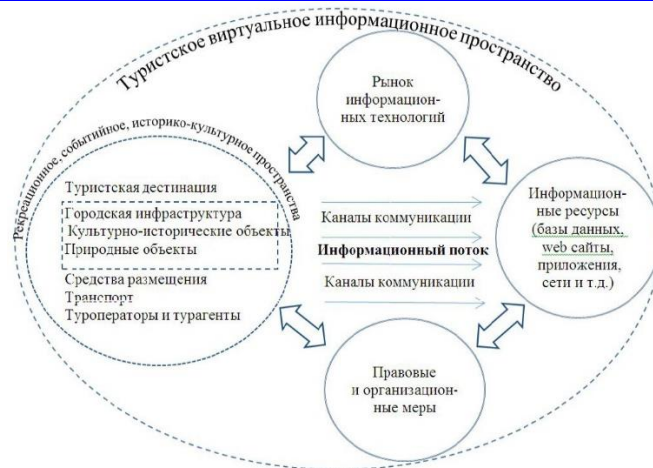 Туристское виртуальное информационное пространство
Рекреационное, событийное, историко-культурное пространства
Рынок
информацион-
ных технологий
Туристская дестинация
Городская инфраструктура
Культурно-исторические объекты
Природные объекты
Средства размещения
Транспорт
Туроператоры и турагенты
Каналы коммуникации
Информационный поток
Каналы коммуникации
Информацион-
ные ресурсы
(базы данных,
web сайты,
приложения,
сети и т.д.)
Правовые
и организацион-
ные меры